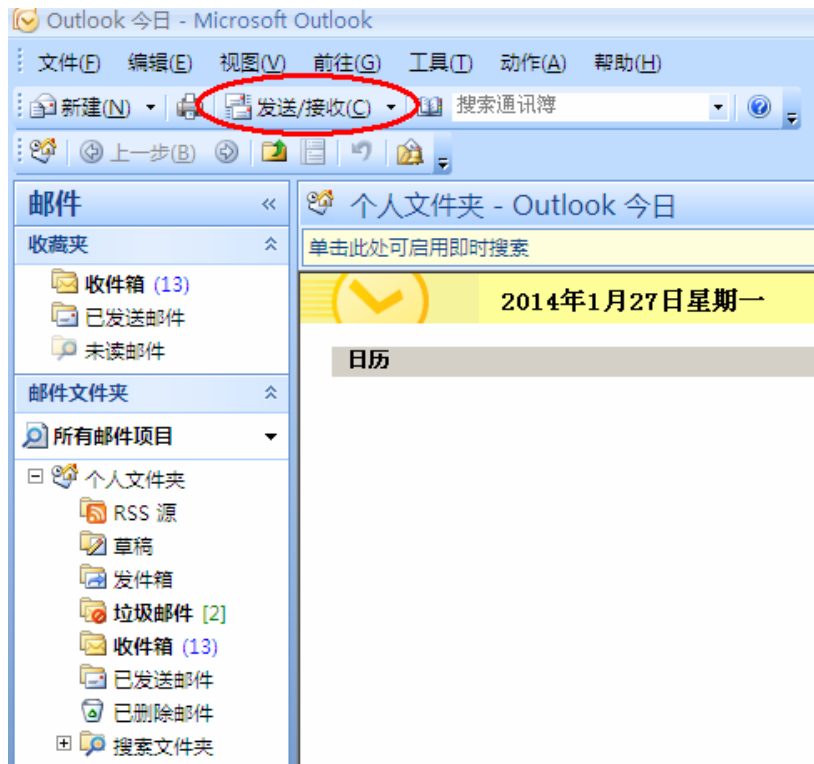 Outlook 今日 - Microsoft Outlook
文件(F) 编辑(E) 视图(V) 前往(G) 工具(T) 动作(A) 帮助(H)
新建(N) 发送/接收(C) 搜索通讯簿
上一步(B)
邮件
收藏夹
收件箱 (13)
已发送邮件
未读邮件
邮件文件夹
所有邮件项目
个人文件夹
RSS 源
草稿
发件箱
垃圾邮件 [2]
收件箱 (13)
已发送邮件
已删除邮件
搜索文件夹
个人文件夹 - Outlook 今日
单击此处可启用即时搜索
2014年1月27日星期一
日历